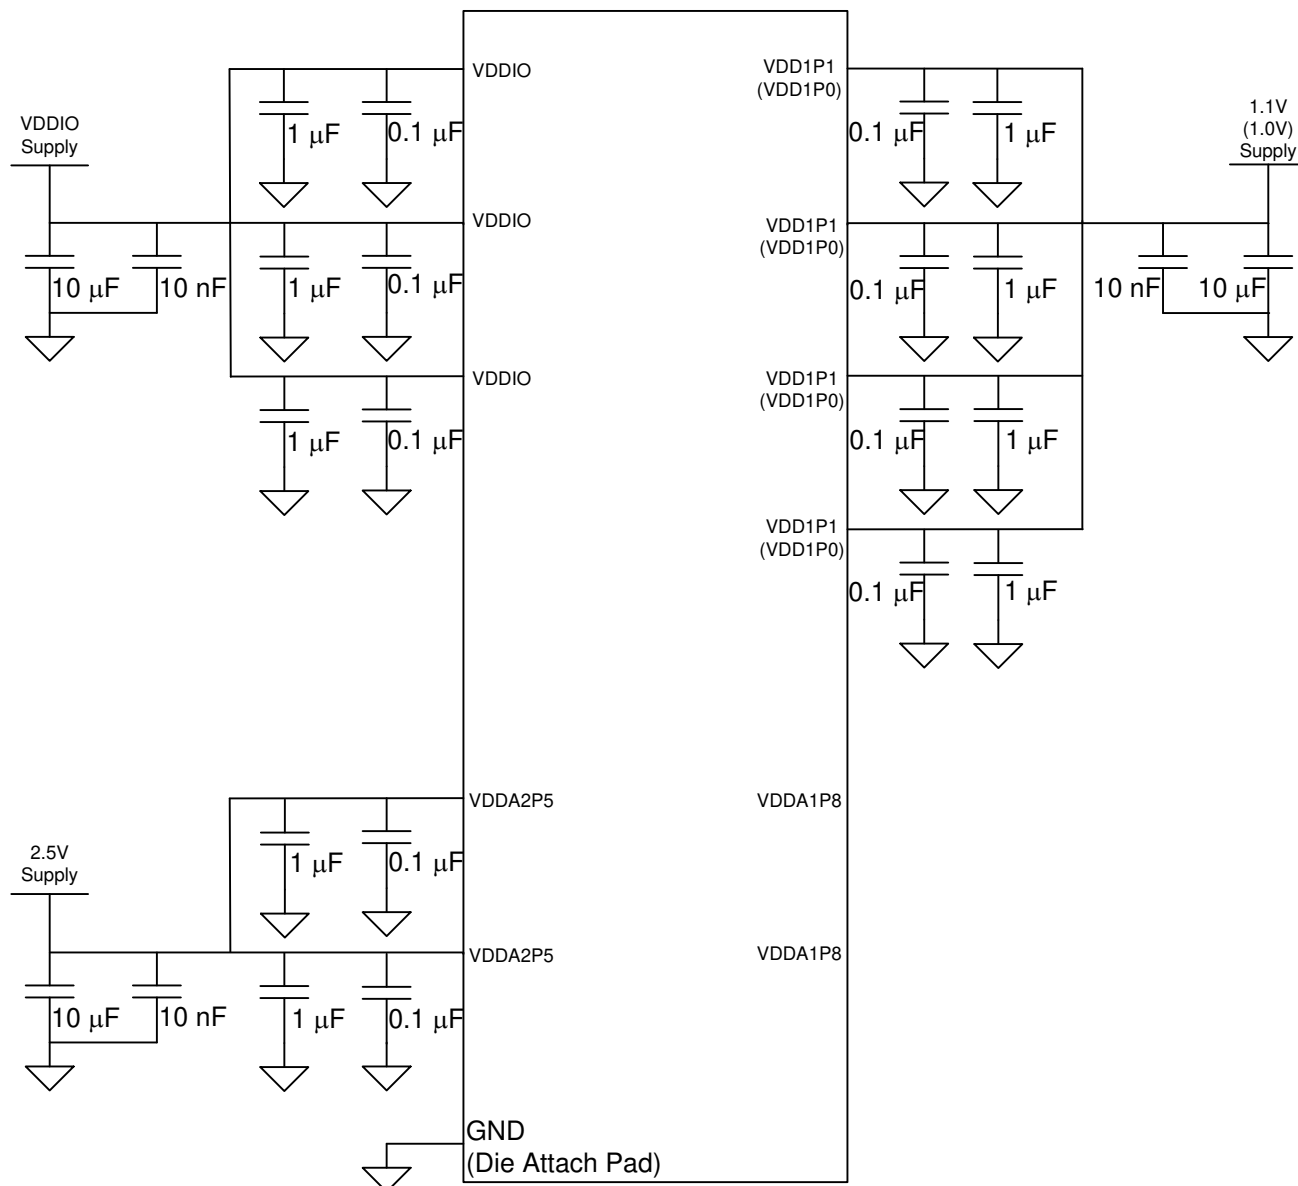 VDDIO
VDD1P1
(VDD1P0)
VDDIO
Supply
1 µF
0.1 µF
0.1 µF
1 µF
1.1V
(1.0V)
Supply
VDDIO
VDD1P1
(VDD1P0)
10 µF
10 nF
1 µF
0.1 µF
0.1 µF
1 µF
10 nF
10 µF
VDDIO
VDD1P1
(VDD1P0)
1 µF
0.1 µF
0.1 µF
1 µF
VDD1P1
(VDD1P0)
0.1 µF
1 µF
VDDA2P5
VDDA1P8
2.5V
Supply
1 µF
0.1 µF
VDDA2P5
VDDA1P8
10 µF
10 nF
1 µF
0.1 µF
GND
(Die Attach Pad)